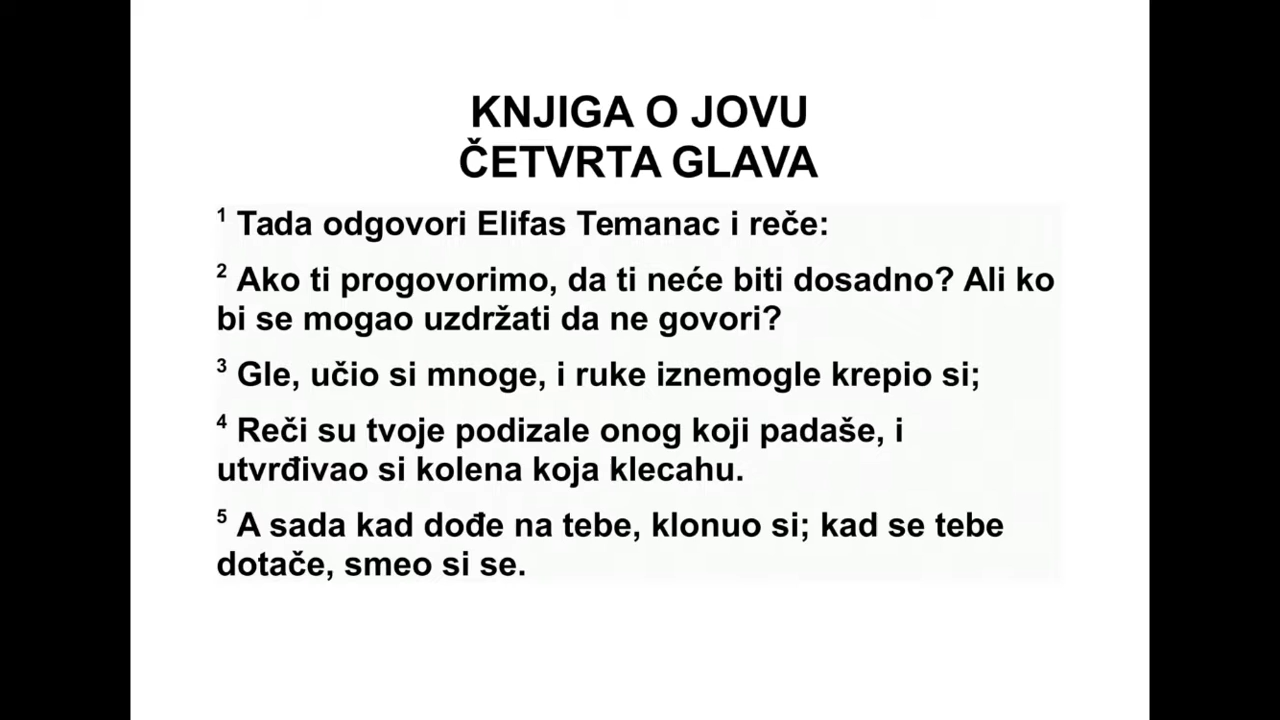 KNJIGA O JOVU
ČETVRTA GLAVA
1 Tada odgovori Elifas Temanac i reče:
2 Ako ti progovorimo, da ti neće biti dosadno? Ali ko
bi se mogao uzdržati da ne govori?
3 Gle, učio si mnoge, i ruke iznemogle krepio si;
4 Reči su tvoje podizale onog koji padaše, i
utvrđivao si kolena koja klecahu.
5 A sada kad dođe na tebe, klonuo si; kad se tebe
dotače, smeo si se.